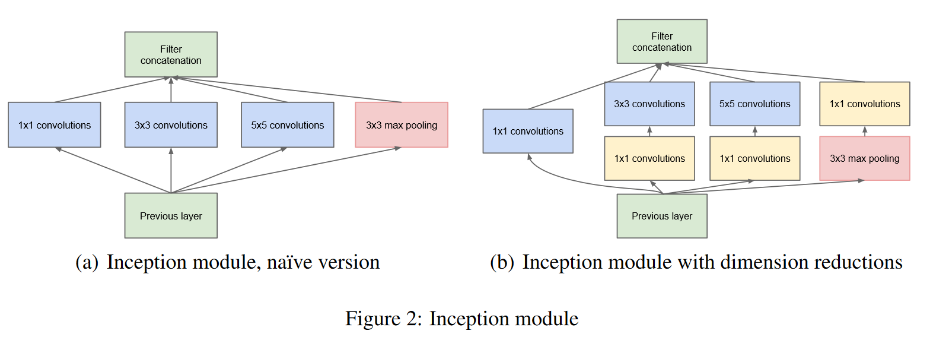 Filter
concatenation
1x1 convolutions
3x3 convolutions
5x5 convolutions
3x3 max pooling
Previous layer
(a) Inception module, naïve version
Filter
concatenation
3x3 convolutions
5x5 convolutions
1x1 convolutions
1x1 convolutions
1x1 convolutions
1x1 convolutions
3x3 max pooling
Previous layer
(b) Inception module with dimension reductions
Figure 2: Inception module